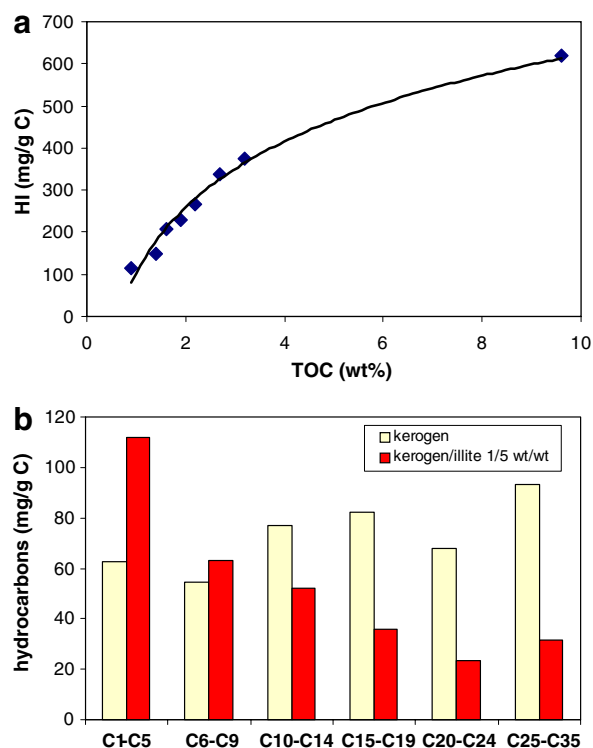 a
700
600
500
400
300
200
100
0
HI (mg/g C)
0 2 4 6 8 10
TOC (wt%)
b
120
100
80
60
40
20
0
hydrocarbons (mg/g C)
kerogen
kerogen/illite 1/5 wt/wt
C1-C5 C6-C9 C10-C14 C15-C19 C20-C24 C25-C35